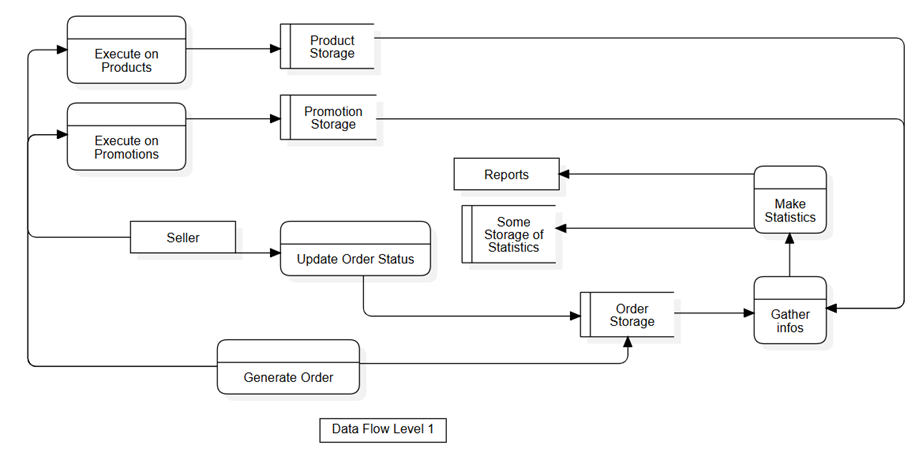 Execute on
Products
Product
Storage
Execute on
Promotions
Promotion
Storage
Reports
Make
Statistics
Some
Storage of
Statistics
Seller
Update Order Status
Order
Storage
Gather
infos
Generate Order
Data Flow Level 1